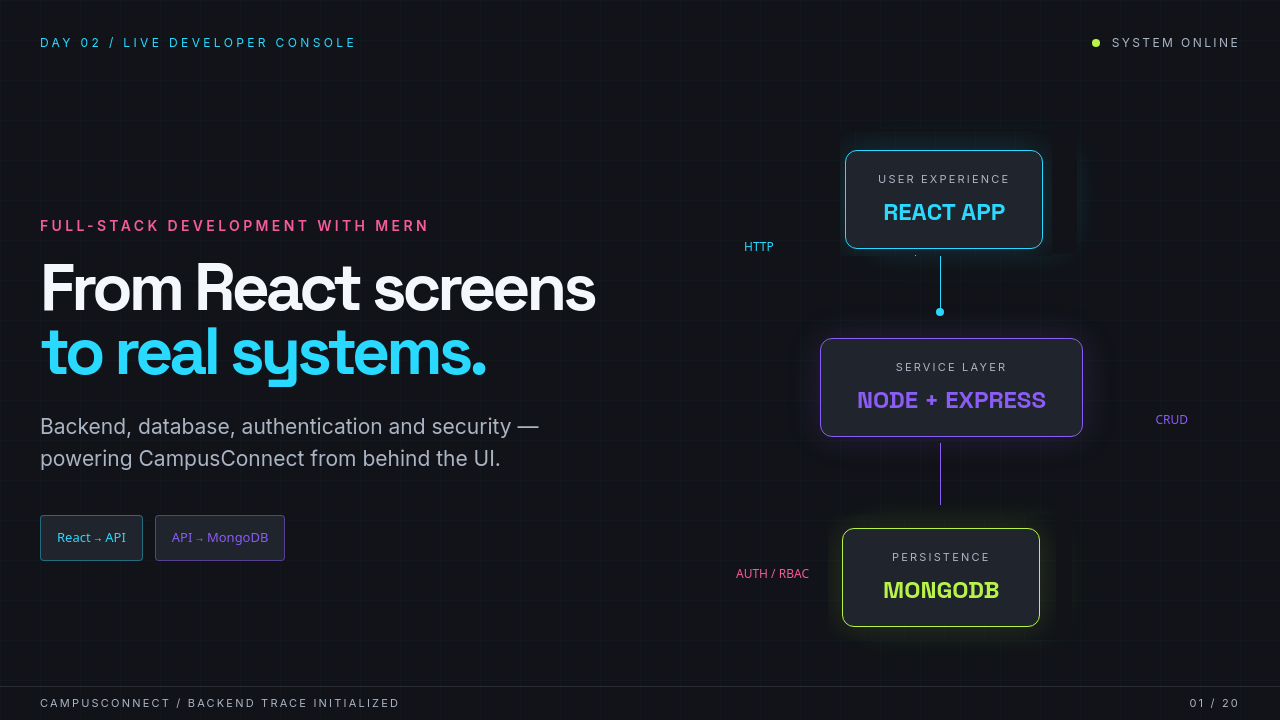 DAY 02 / LIVE DEVELOPER CONSOLE
SYSTEM ONLINE
FULL-STACK DEVELOPMENT WITH MERN
From React screens
to real systems.
Backend, database, authentication and security —
powering CampusConnect from behind the UI.
React → API
API → MongoDB
USER EXPERIENCE
REACT APP
HTTP
SERVICE LAYER
NODE + EXPRESS
CRUD
PERSISTENCE
MONGODB
AUTH / RBAC
CAMPUSCONNECT / BACKEND TRACE INITIALIZED
01 / 20